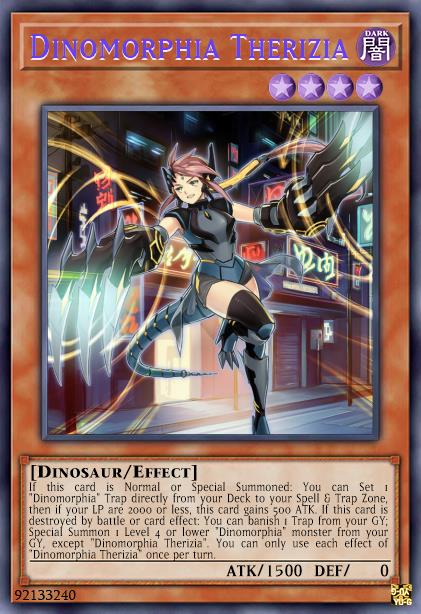 DINOMORPHIA THERIZIA
DARK
闇
[DINOSAUR/EFFECT]
If this card is Normal or Special Summoned: You can Set 1
"Dinomorphia" Trap directly from your Deck to your Spell & Trap Zone,
then if your LP are 2000 or less, this card gains 500 ATK. If this card is
destroyed by battle or card effect: You can banish 1 Trap from your GY;
Special Summon 1 Level 4 or lower "Dinomorphia" monster from
your GY, except "Dinomorphia Therizia". You can only use each effect of
"Dinomorphia Therizia" once per turn.
ATK/1500 DEF/ 0
92133240